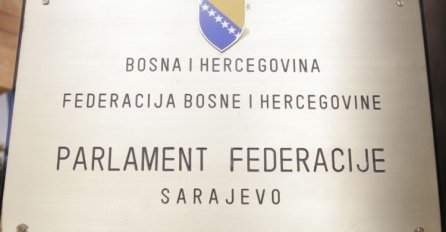 BOSNA I HERCEGOVINA
FEDERACIJA BOSNE I HERCEGOVINE
PARLAMENT FEDERACIJE
SARAJEVO